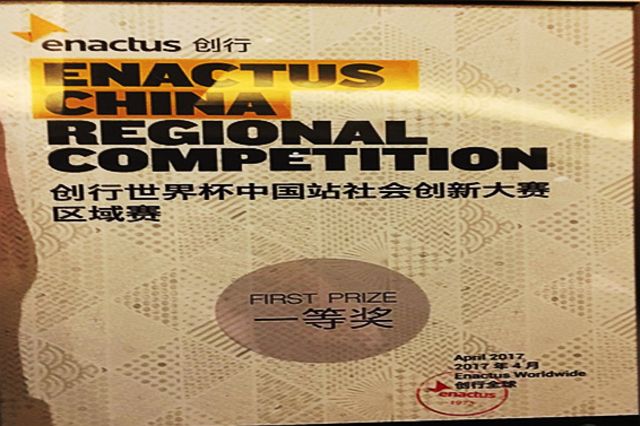 enactus 创行
ENACTUS
CHINA
REGIONAL
COMPETITION
创行世界杯中国站社会创新大赛
区域赛
FIRST PRIZE
一等奖
April 2017
2017 年 4 月
Enactus Worldwide
创行全球
enactus
1975